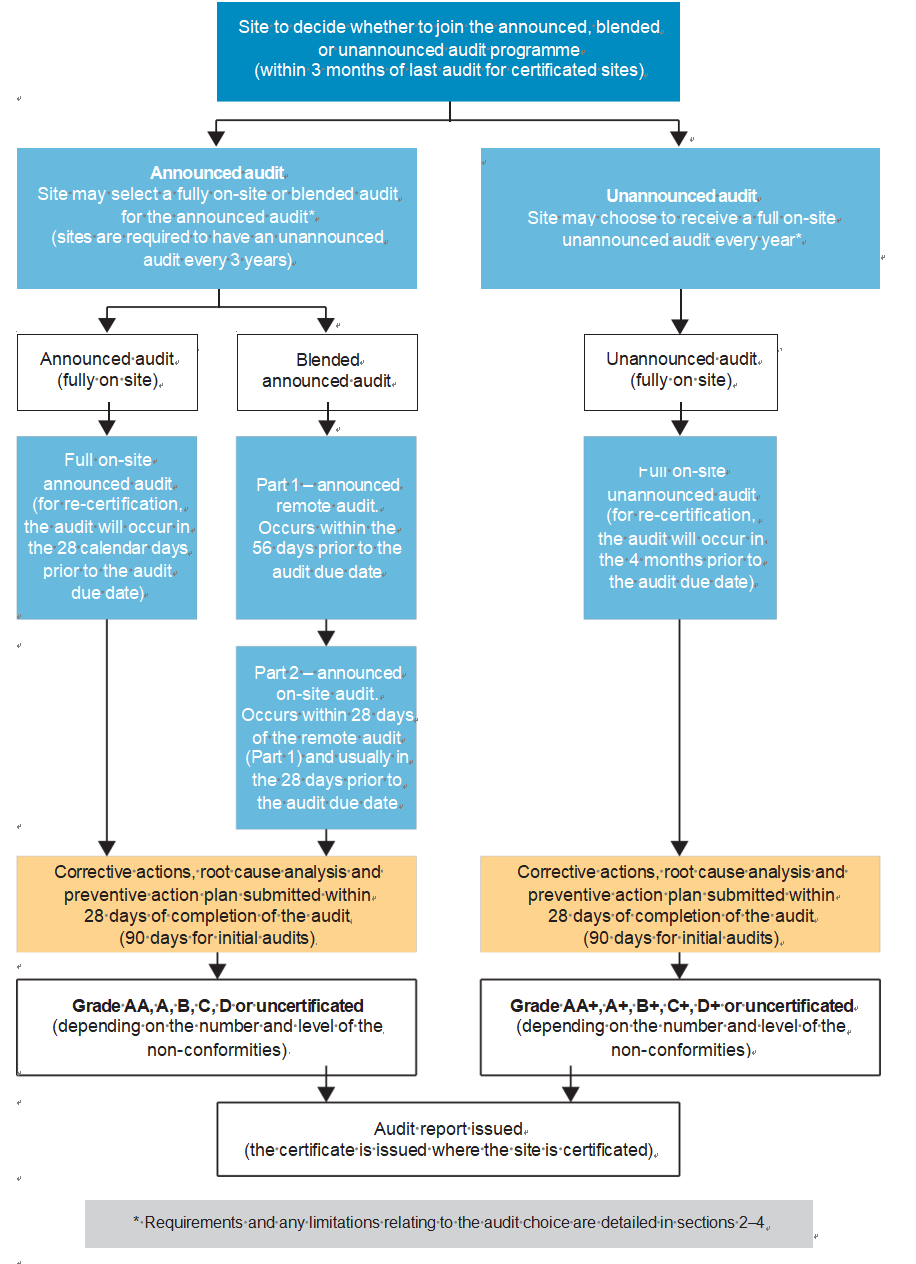 Site to decide whether to join the announced, blended
or unannounced audit programme
(within 3 months of last audit for certificated sites)
Announced audit
Site may select a fully on-site or blended audit
for the announced audit*
(sites are required to have an unannounced
audit every 3 years)
Unannounced audit
Site may choose to receive a full on-site
unannounced audit every year*
Announced audit
(fully on site)
Blended
announced audit
Unannounced audit
(fully on site)
Full on-site
announced audit
(for re-certification,
the audit will occur in
the 28 calendar days
prior to the audit
due date)
Part 1 – announced
remote audit.
Occurs within the
56 days prior to the
audit due date
Full on-site
unannounced audit
(for re-certification,
the audit will occur in
the 4 months prior to
the audit due date)
Part 2 – announced
on-site audit.
Occurs within 28 days
of the remote audit
(Part 1) and usually in
the 28 days prior to
the audit due date
Corrective actions, root cause analysis and
preventive action plan submitted within
28 days of completion of the audit
(90 days for initial audits)
Corrective actions, root cause analysis and
preventive action plan submitted within
28 days of completion of the audit
(90 days for initial audits)
Grade AA, A, B, C, D or uncertificated
(depending on the number and level of the
non-conformities)
Grade AA+, A+, B+, C+, D+ or uncertificated
(depending on the number and level of the
non-conformities)
Audit report issued
(the certificate is issued where the site is certificated)
* Requirements and any limitations relating to the audit choice are detailed in sections 2–4